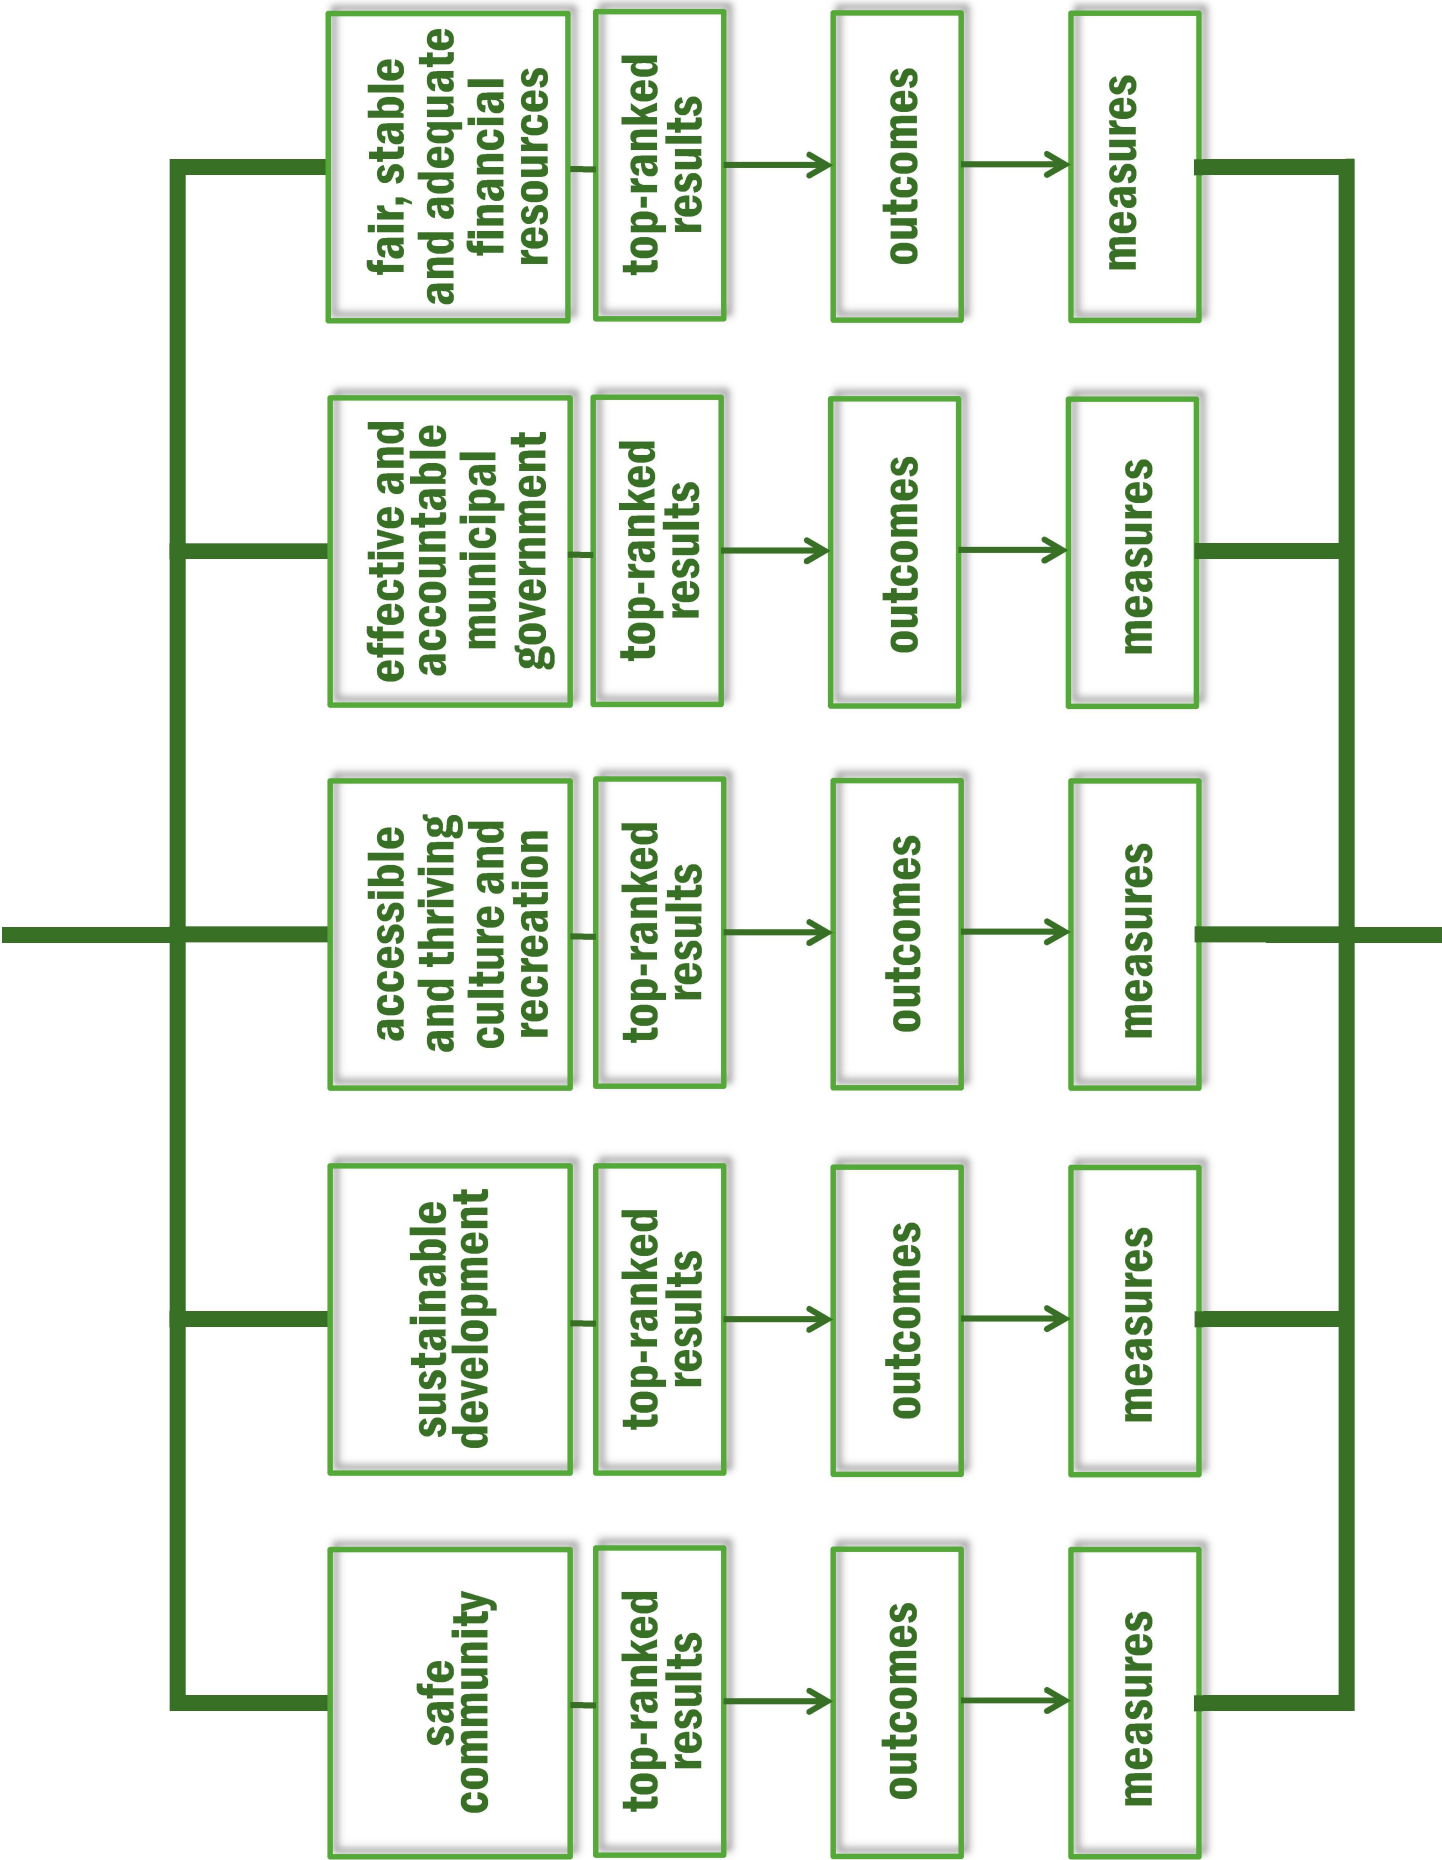 safe
community
sustainable
development
accessible
and thriving
culture and
recreation
effective and
accountable
municipal
government
fair, stable
and adequate
financial
resources
top-ranked
results
top-ranked
results
top-ranked
results
top-ranked
results
top-ranked
results
outcomes
outcomes
outcomes
outcomes
outcomes
measures
measures
measures
measures
measures